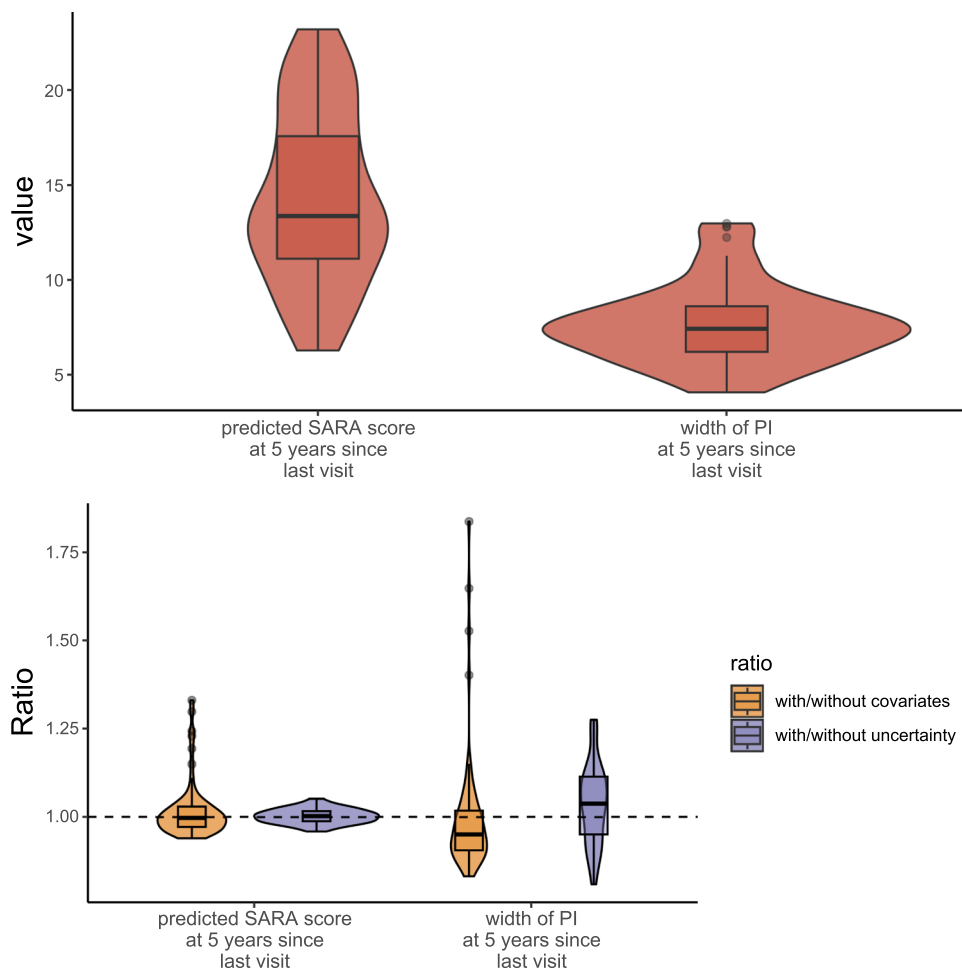 value
20
15
10
5
predicted SARA score
at 5 years since
last visit
width of PI
at 5 years since
last visit
Ratio
1.75
1.50
1.25
1.00
predicted SARA score
at 5 years since
last visit
width of PI
at 5 years since
last visit
ratio
with/without covariates
with/without uncertainty